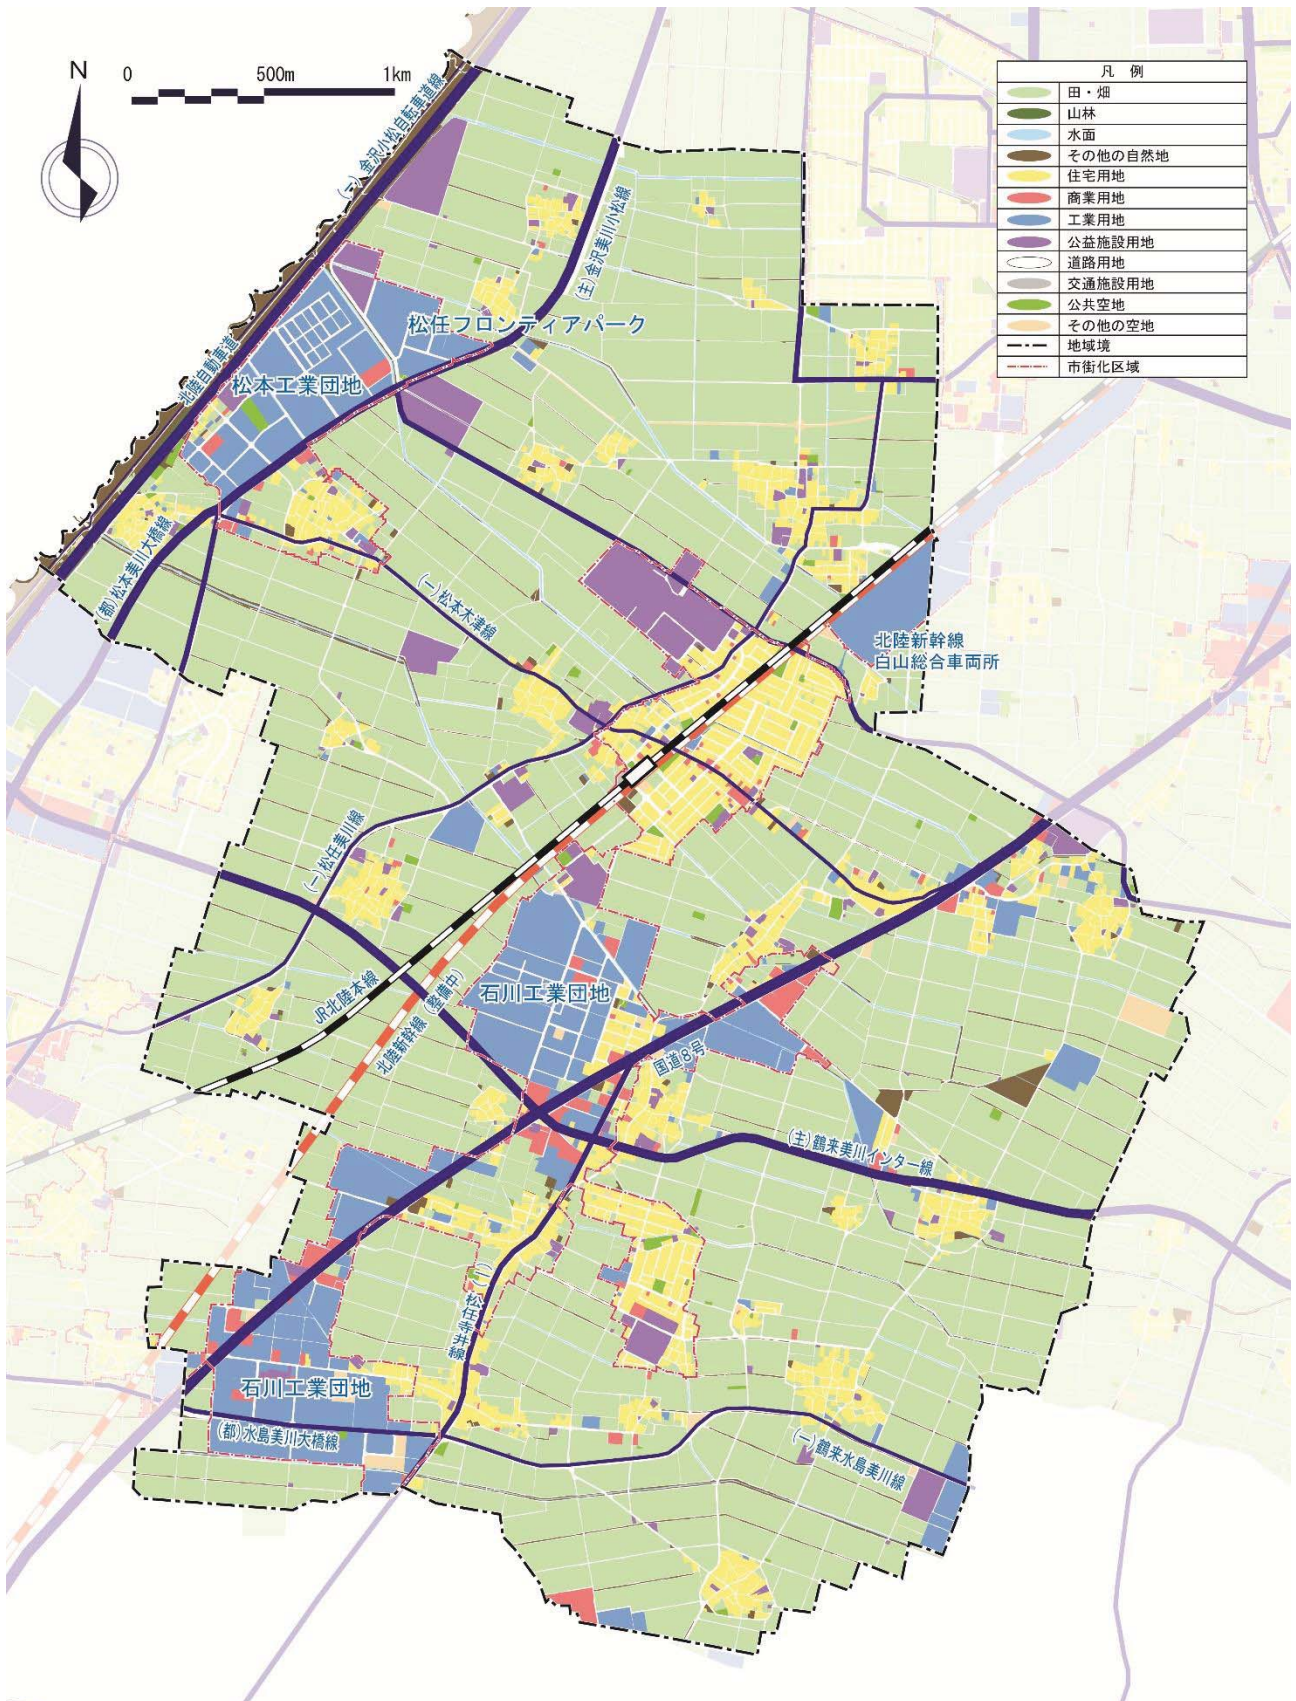 N
0 500m 1km
凡 例
田・畑
山林
水面
その他の自然地
住宅用地
商業用地
工業用地
公益施設用地
道路用地
交通施設用地
公共空地
その他の空地
地域境
市街化区域
(一)金沢小松自転車道線
(主)金沢美川小松線
松任フロンティアパーク
北陸自動車道
松本工業団地
(都)松本美川大橋線
(一)松本木津線
北陸新幹線
白山総合車両所
(一)松任美川線
JR北陸本線
北陸新幹線(整備中)
石川工業団地
国道8号
(主)鶴来美川インター線
(一)松任寺井線
石川工業団地
(都)水島美川大橋線
(一)鶴来水島美川線